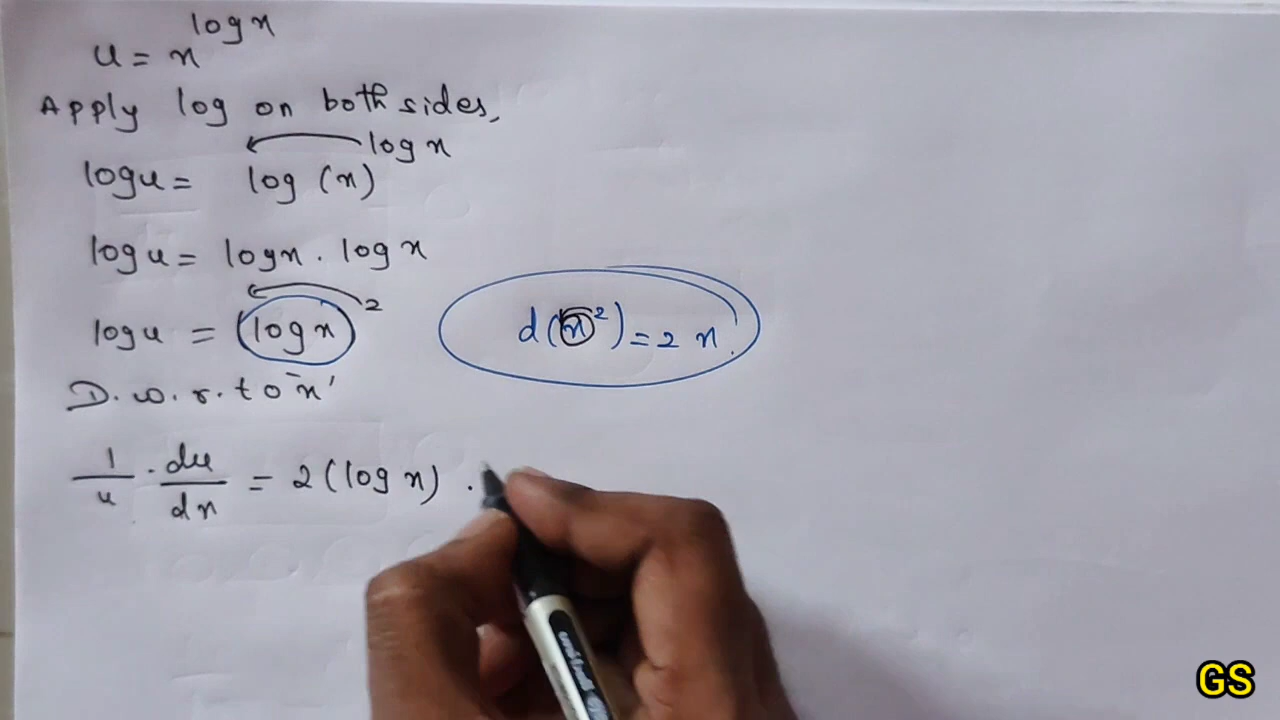 u = x^log x
Apply log on both sides,
log u = log (x)^log x
log u = log x . log x
log u = (log x)^2
d(x^2) = 2 x.
D. w. r. to 'x'
1/u . du/dx = 2 (log x) .
GS